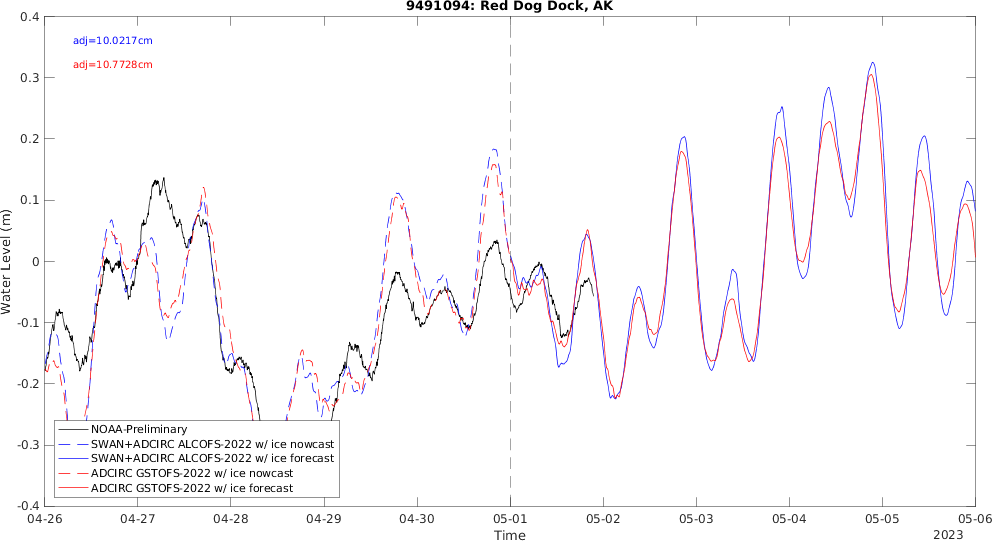 9491094: Red Dog Dock, AK
adj=10.0217cm
adj=10.7728cm
Water Level (m)
0.4
0.3
0.2
0.1
0
-0.1
-0.2
-0.3
-0.4
NOAA-Preliminary
SWAN+ADCIRC ALCOFS-2022 w/ ice nowcast
SWAN+ADCIRC ALCOFS-2022 w/ ice forecast
ADCIRC GSTOFS-2022 w/ ice nowcast
ADCIRC GSTOFS-2022 w/ ice forecast
04-26 04-27 04-28 04-29 04-30 05-01 05-02 05-03 05-04 05-05 05-06
Time
2023